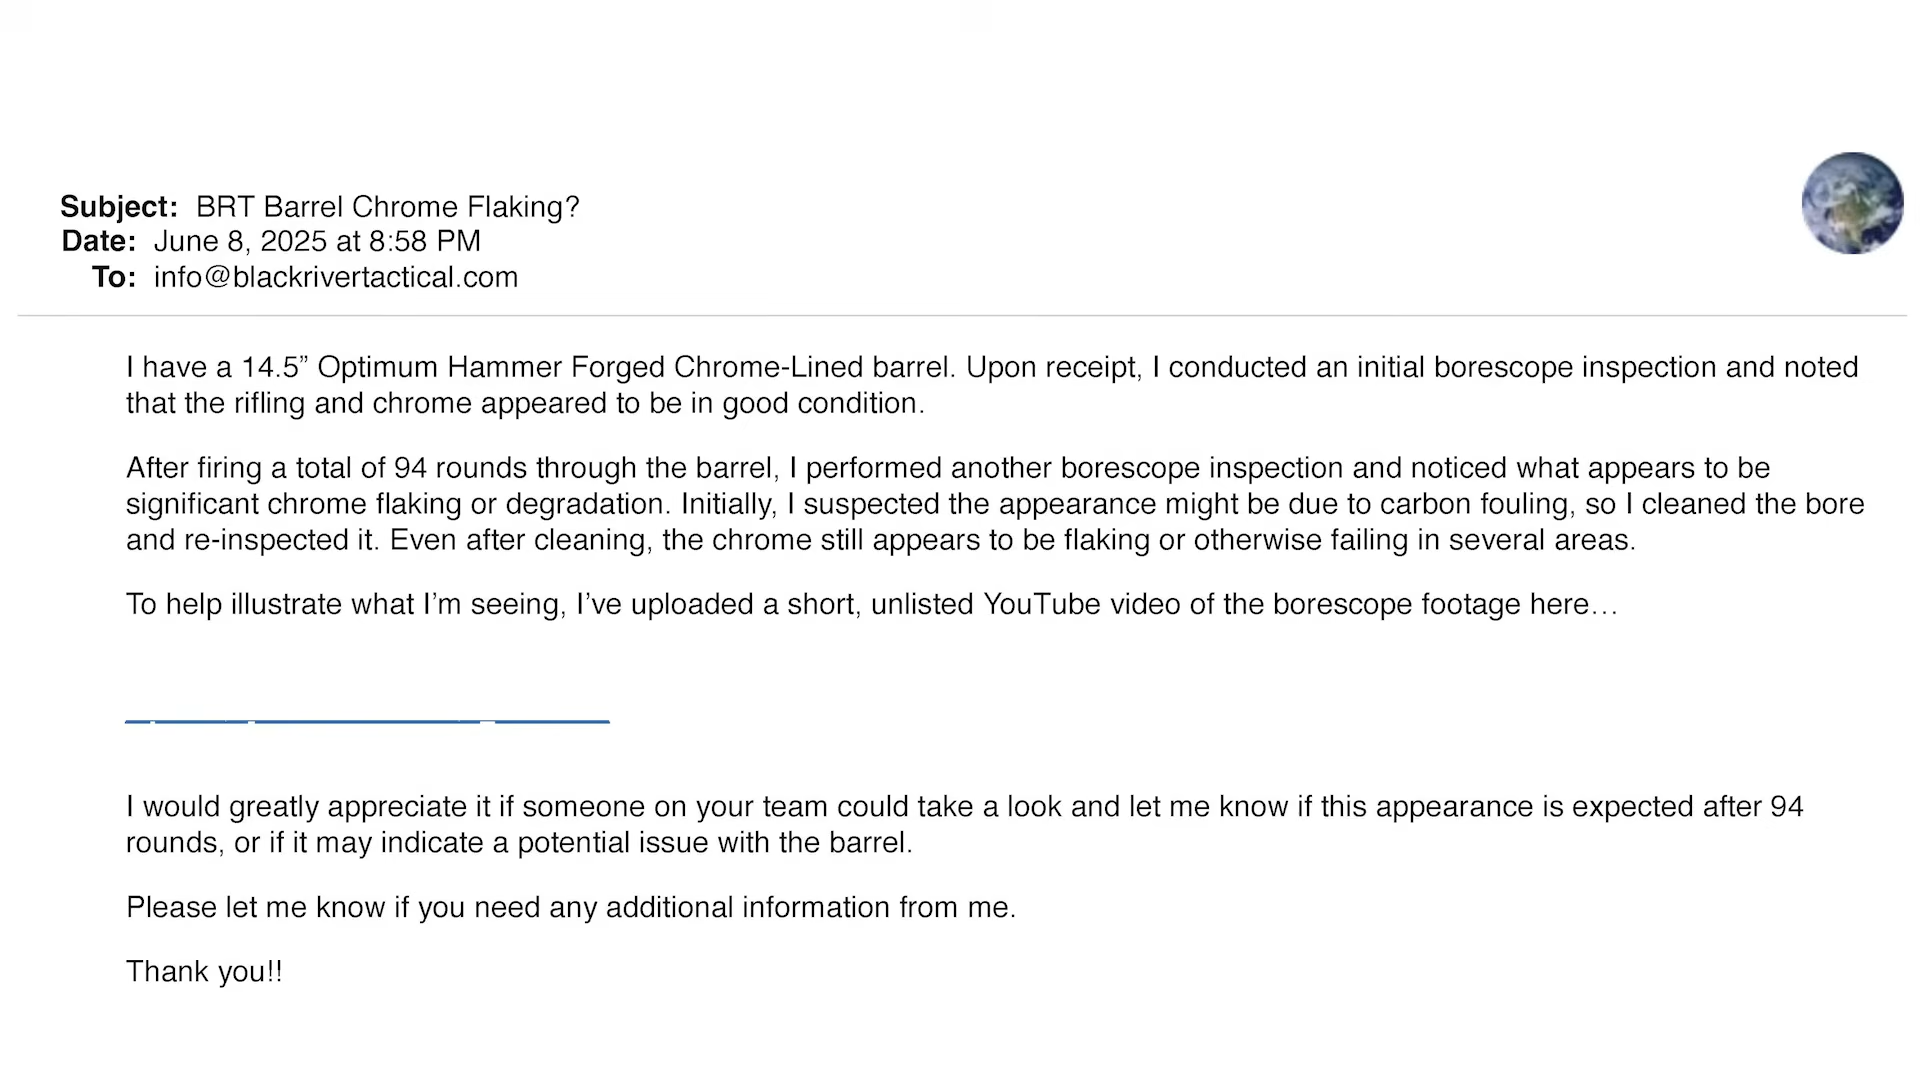 Subject: BRT Barrel Chrome Flaking?
Date: June 8, 2025 at 8:58 PM
To: info@blackrivertactical.com
I have a 14.5” Optimum Hammer Forged Chrome-Lined barrel. Upon receipt, I conducted an initial borescope inspection and noted
that the rifling and chrome appeared to be in good condition.
After firing a total of 94 rounds through the barrel, I performed another borescope inspection and noticed what appears to be
significant chrome flaking or degradation. Initially, I suspected the appearance might be due to carbon fouling, so I cleaned the bore
and re-inspected it. Even after cleaning, the chrome still appears to be flaking or otherwise failing in several areas.
To help illustrate what I’m seeing, I’ve uploaded a short, unlisted YouTube video of the borescope footage here…
I would greatly appreciate it if someone on your team could take a look and let me know if this appearance is expected after 94
rounds, or if it may indicate a potential issue with the barrel.
Please let me know if you need any additional information from me.
Thank you!!